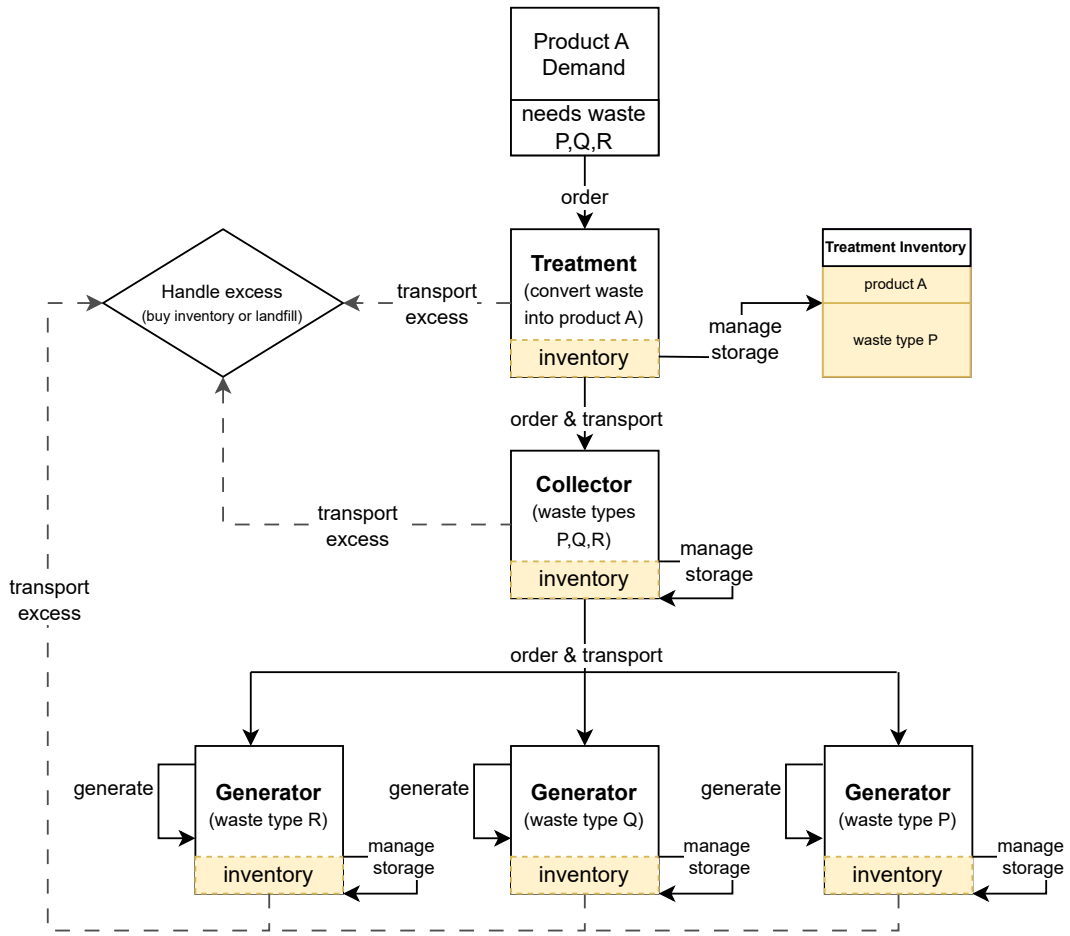 Product A
Demand
needs waste
P,Q,R
order
Treatment
(convert waste
into product A)
inventory
Treatment Inventory
product A
waste type P
manage
storage
Handle excess
(buy inventory or landfill)
transport
excess
order & transport
Collector
(waste types
P,Q,R)
inventory
manage
storage
transport
excess
transport
excess
order & transport
generate
Generator
(waste type R)
inventory
manage
storage
generate
Generator
(waste type Q)
inventory
manage
storage
generate
Generator
(waste type P)
inventory
manage
storage